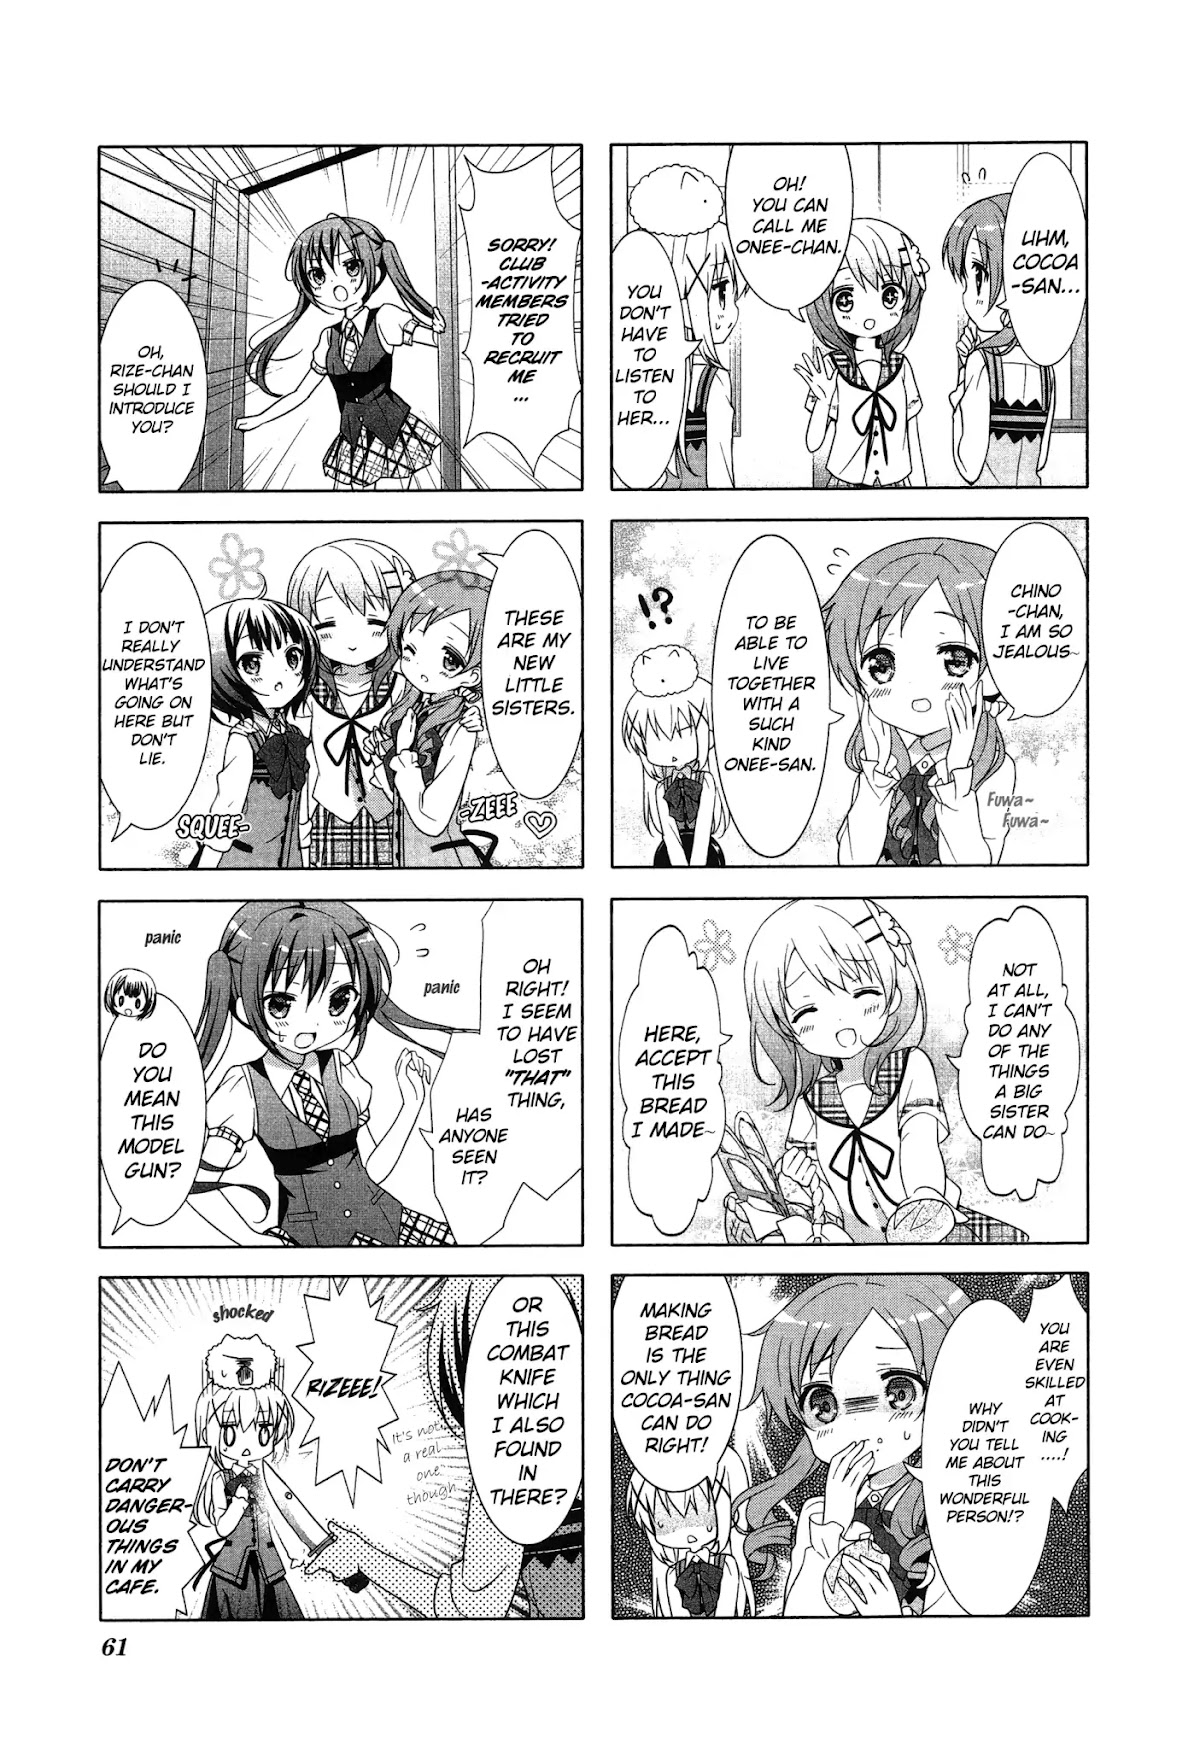 UHM,
COCOA
-SAN...
OH!
YOU CAN
CALL ME
ONEE-CHAN.
YOU
DON'T
HAVE
TO
LISTEN
TO
HER...
CHINO
-CHAN,
I AM SO
JEALOUS~
TO BE
ABLE TO
LIVE
TOGETHER
WITH A
SUCH
KIND
ONEE-SAN.
!?
Fuwa~
Fuwa~
NOT
AT ALL,
I CAN'T
DO ANY
OF THE
THINGS
A BIG
SISTER
CAN DO~
HERE,
ACCEPT
THIS
BREAD
I MADE~
YOU
ARE
EVEN
SKILLED
AT
COOK-
ING
....!
WHY
DIDN'T
YOU TELL
ME ABOUT
THIS
WONDERFUL
PERSON!?
MAKING
BREAD
IS THE
ONLY THING
COCOA-SAN
CAN DO
RIGHT!
SORRY!
CLUB
-ACTIVITY
MEMBERS
TRIED
TO
RECRUIT
ME
...
OH,
RIZE-CHAN
SHOULD I
INTRODUCE
YOU?
THESE
ARE MY
NEW
LITTLE
SISTERS.
I DON'T
REALLY
UNDERSTAND
WHAT'S
GOING ON
HERE BUT
DON'T
LIE.
SQUEE-
-ZEEE
OH
RIGHT!
I SEEM
TO HAVE
LOST
"THAT"
THING,
HAS
ANYONE
SEEN
IT?
panic
panic
DO
YOU
MEAN
THIS
MODEL
GUN?
OR
THIS
COMBAT
KNIFE
WHICH
I ALSO
FOUND
IN
THERE?
It's not
a real
one
though
RIZEEE!
shocked
DON'T
CARRY
DANGER-
OUS
THINGS
IN MY
CAFE.
61